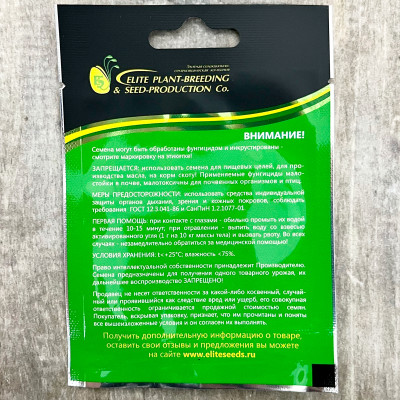 Элитная селекционно-
семеноводческая компания
ELITE PLANT-BREEDING
& SEED-PRODUCTION Co.
ВНИМАНИЕ!
Семена могут быть обработаны фунгицидом и инкрустированы -
смотрите маркировку на этикетке!
ЗАПРЕЩАЕТСЯ: использовать семена для пищевых целей, для про-
изводства масла, на корм скоту! Применяемые фунгициды мало-
стойки в почве, малотоксичны для почвенных организмов и птиц.
МЕРЫ ПРЕДОСТОРОЖНОСТИ: использовать средства индивидуальной
защиты органов дыхания, зрения и кожных покровов, соблюдать
требования ГОСТ 12.3.041-86 и СанПин 1.2.1077-01.
ПЕРВАЯ ПОМОЩЬ: при контакте с глазами - обильно промыть их водой
в течение 10-15 минут; при отравлении - выпить воду со взвесью
активированного угля (1 г на 10 кг массы тела) и вызвать рвоту. Во всех
случаях - незамедлительно обратиться за медицинской помощью!
УСЛОВИЯ ХРАНЕНИЯ: t<+25°C; влажность <75%.
Право интеллектуальной собственности принадлежит Производителю.
Семена предназначены для получения одного товарного урожая, их
дальнейшее воспроизводство ЗАПРЕЩЕНО!
Продавец не несет ответственности за какой-либо косвенный, случай-
ный или произошедший как следствие вред или ущерб, его совокупная
ответственность ограничивается продажной стоимостью семян.
Покупатель, вскрывая упаковку, признает, что им прочитаны и поняты
все вышеизложенные условия и он согласен их выполнять.
Получить дополнительную информацию о товаре,
оставить свои отзывы и предложения вы можете
на сайте www.eliteseeds.ru